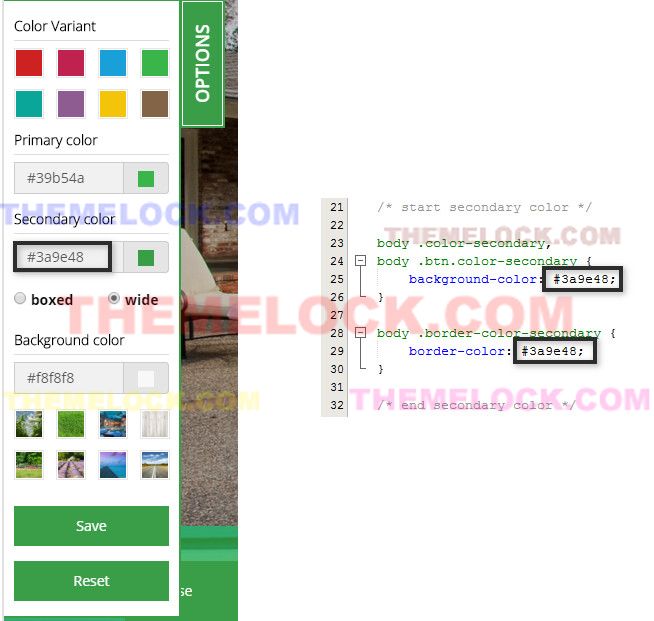 Color Variant
OPTIONS
Primary color
#39b54a
Secondary color
#3a9e48
boxed
wide
Background color
#f8f8f8
Save
Reset
se
21 /* start secondary color */
22
23 body .color-secondary,
24 body .btn.color-secondary {
25 background-color: #3a9e48;
26 }
27
28 body .border-color-secondary {
29 border-color: #3a9e48;
30 }
31
32 /* end secondary color */
THEMELOCK.COM
THEMELOCK.COM
THEMELOCK.COM
THEMELOCK.COM
THEMELOCK.COM
THEMELOCK.COM